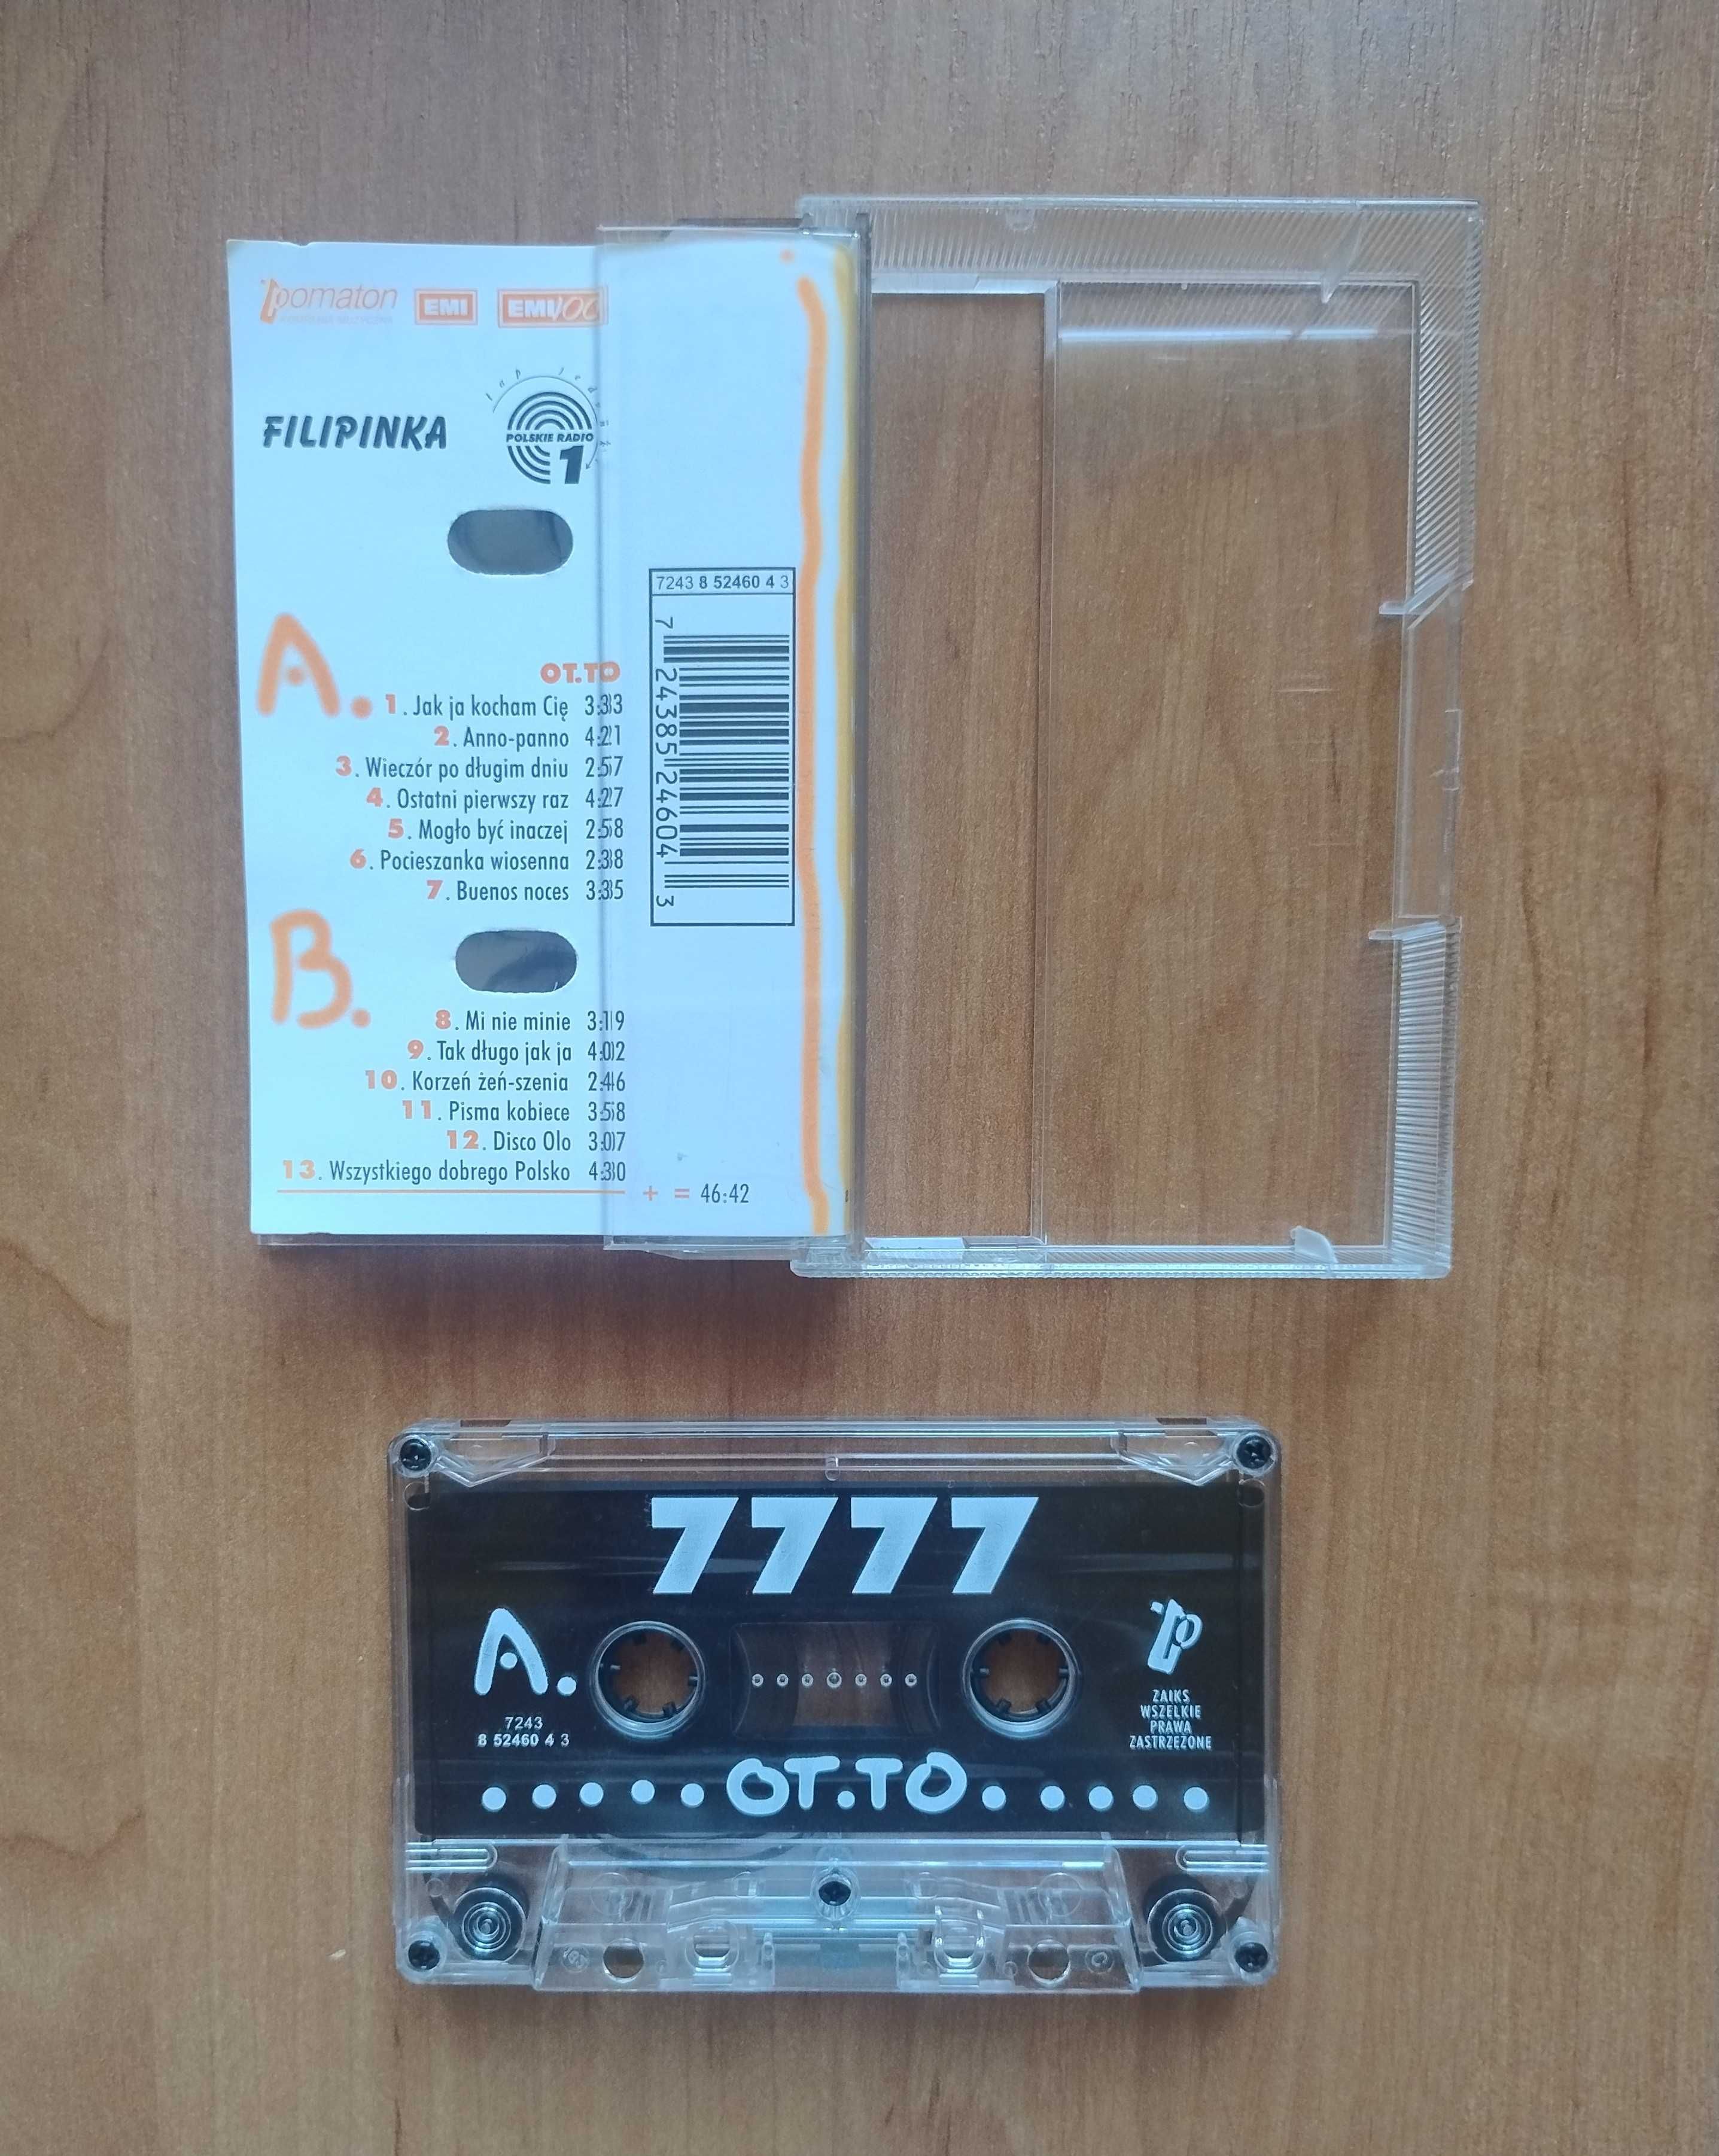 pomaton EMI EMI
FILIPINKA
POLSKIE RADIO
1
7243 8 52460 4 3
7 24385 24604 3
A.
OT.TO
1. Jak ja kocham Cię 3:33
2. Anno-panno 4:21
3. Wieczór po długim dniu 2:57
4. Ostatni pierwszy raz 4:27
5. Mogło być inaczej 2:58
6. Pocieszanka wiosenna 2:38
7. Buenos noces 3:35
B.
8. Mi nie minie 3:19
9. Tak długo jak ja 4:02
10. Korzeń żeń-szenia 2:46
11. Pisma kobiece 3:58
12. Disco Olo 3:07
13. Wszystkiego dobrego Polsko 4:30
+ = 46:42
7777
A.
7243
8 52460 4 3
p
ZAIKS
WSZELKIE
PRAWA
ZASTRZEŻONE
OT.TO